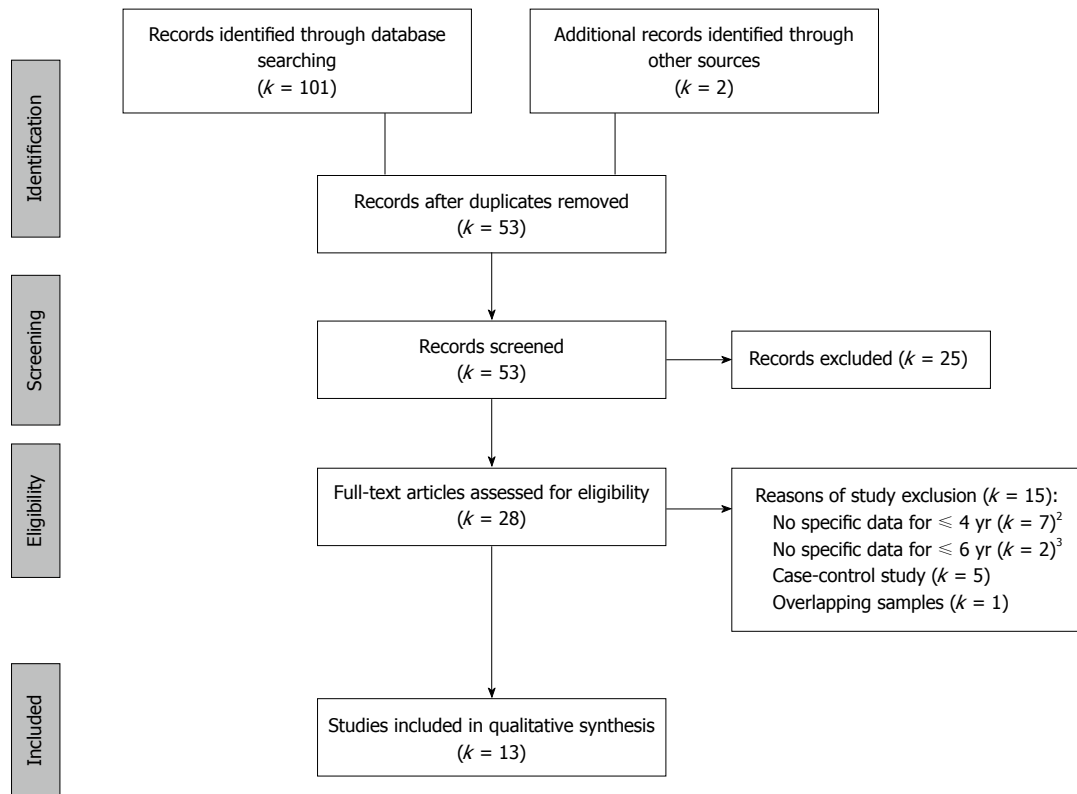 Identification
Records identified through database
searching
(k = 101)
Additional records identified through
other sources
(k = 2)
Records after duplicates removed
(k = 53)
Screening
Records screened
(k = 53)
Records excluded (k = 25)
Eligibility
Full-text articles assessed for eligibility
(k = 28)
Reasons of study exclusion (k = 15):
No specific data for ≤ 4 yr (k = 7)²
No specific data for ≤ 6 yr (k = 2)³
Case-control study (k = 5)
Overlapping samples (k = 1)
Included
Studies included in qualitative synthesis
(k = 13)